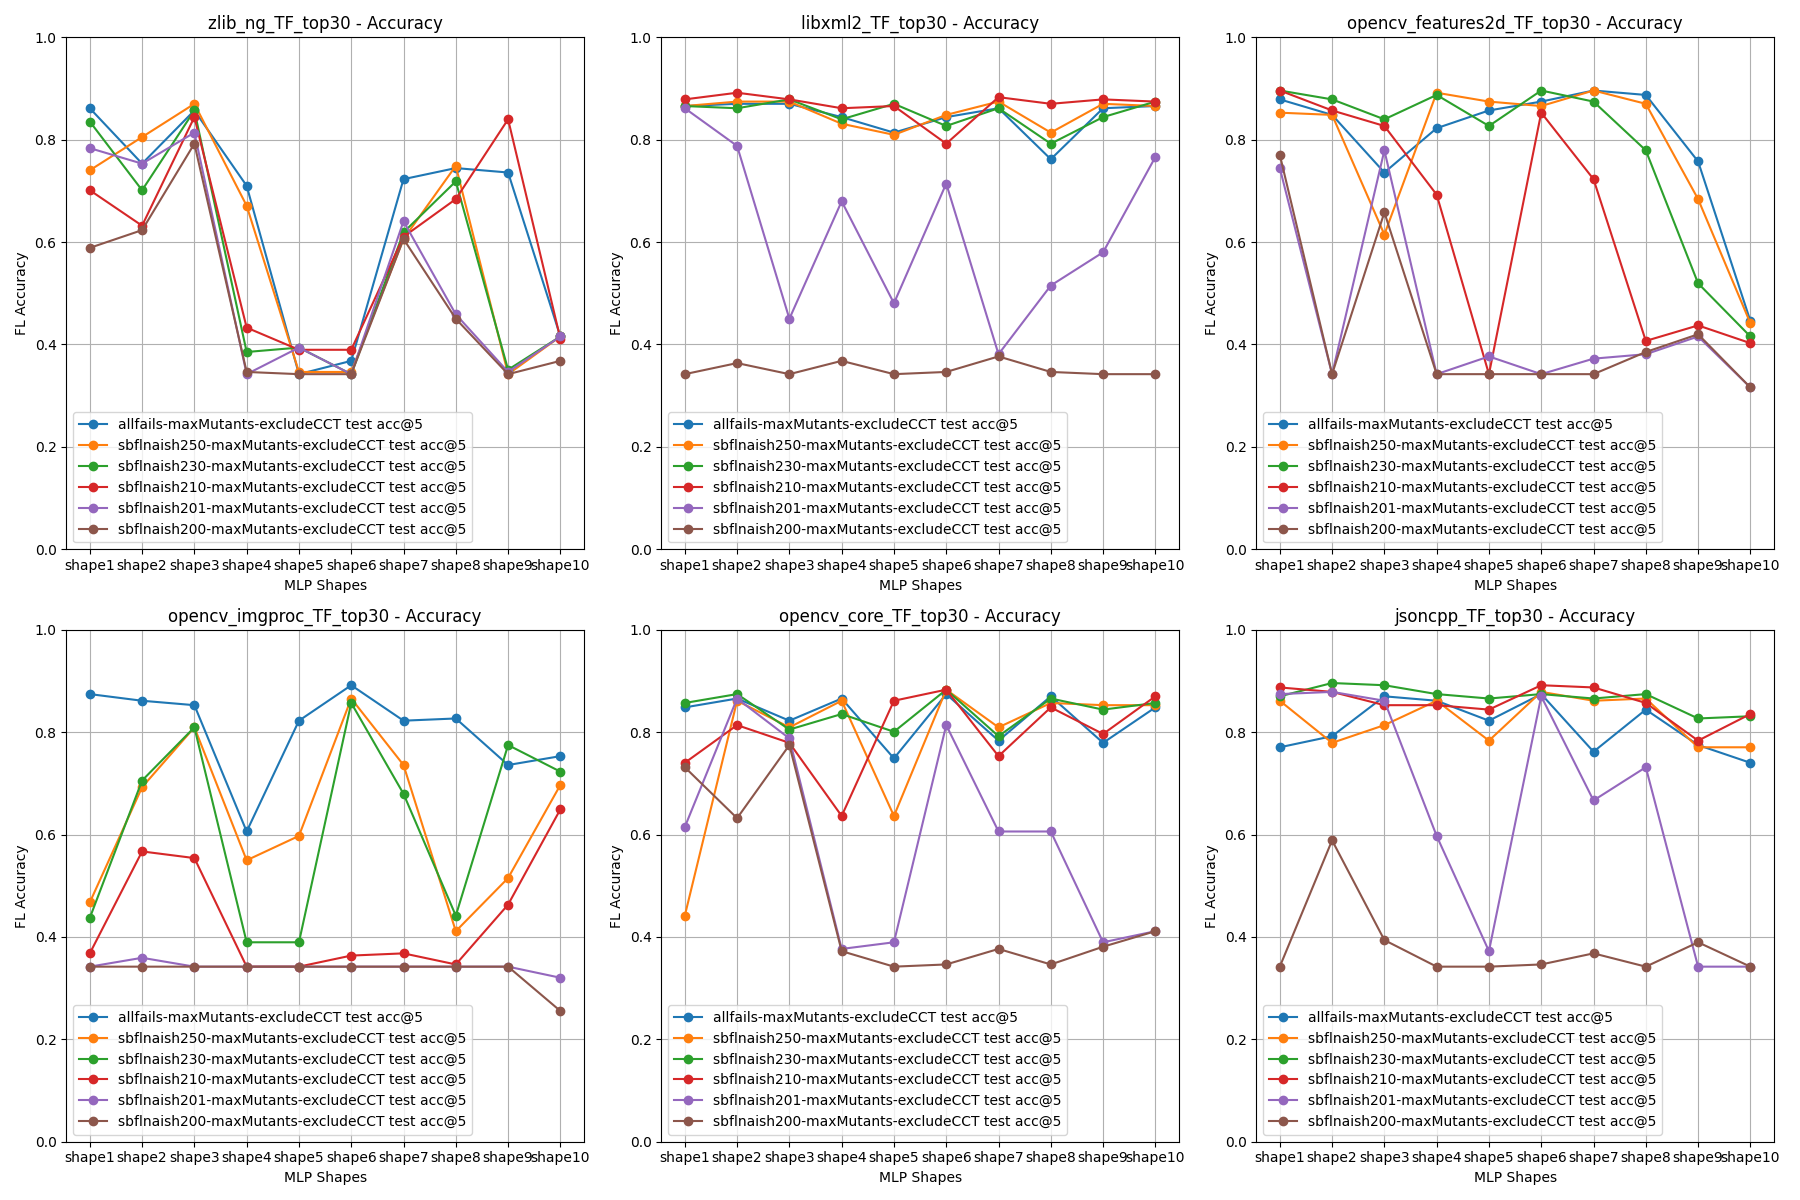 zlib_ng_TF_top30 - Accuracy
1.0
0.8
0.6
0.4
0.2
0.0
FL Accuracy
allfails-maxMutants-excludeCCT test acc@5
sbflnaish250-maxMutants-excludeCCT test acc@5
sbflnaish230-maxMutants-excludeCCT test acc@5
sbflnaish210-maxMutants-excludeCCT test acc@5
sbflnaish201-maxMutants-excludeCCT test acc@5
sbflnaish200-maxMutants-excludeCCT test acc@5
shape1 shape2 shape3 shape4 shape5 shape6 shape7 shape8 shape9 shape10
MLP Shapes
libxml2_TF_top30 - Accuracy
1.0
0.8
0.6
0.4
0.2
0.0
FL Accuracy
allfails-maxMutants-excludeCCT test acc@5
sbflnaish250-maxMutants-excludeCCT test acc@5
sbflnaish230-maxMutants-excludeCCT test acc@5
sbflnaish210-maxMutants-excludeCCT test acc@5
sbflnaish201-maxMutants-excludeCCT test acc@5
sbflnaish200-maxMutants-excludeCCT test acc@5
shape1 shape2 shape3 shape4 shape5 shape6 shape7 shape8 shape9 shape10
MLP Shapes
opencv_features2d_TF_top30 - Accuracy
1.0
0.8
0.6
0.4
0.2
0.0
FL Accuracy
allfails-maxMutants-excludeCCT test acc@5
sbflnaish250-maxMutants-excludeCCT test acc@5
sbflnaish230-maxMutants-excludeCCT test acc@5
sbflnaish210-maxMutants-excludeCCT test acc@5
sbflnaish201-maxMutants-excludeCCT test acc@5
sbflnaish200-maxMutants-excludeCCT test acc@5
shape1 shape2 shape3 shape4 shape5 shape6 shape7 shape8 shape9 shape10
MLP Shapes
opencv_imgproc_TF_top30 - Accuracy
1.0
0.8
0.6
0.4
0.2
0.0
FL Accuracy
allfails-maxMutants-excludeCCT test acc@5
sbflnaish250-maxMutants-excludeCCT test acc@5
sbflnaish230-maxMutants-excludeCCT test acc@5
sbflnaish210-maxMutants-excludeCCT test acc@5
sbflnaish201-maxMutants-excludeCCT test acc@5
sbflnaish200-maxMutants-excludeCCT test acc@5
shape1 shape2 shape3 shape4 shape5 shape6 shape7 shape8 shape9 shape10
MLP Shapes
opencv_core_TF_top30 - Accuracy
1.0
0.8
0.6
0.4
0.2
0.0
FL Accuracy
allfails-maxMutants-excludeCCT test acc@5
sbflnaish250-maxMutants-excludeCCT test acc@5
sbflnaish230-maxMutants-excludeCCT test acc@5
sbflnaish210-maxMutants-excludeCCT test acc@5
sbflnaish201-maxMutants-excludeCCT test acc@5
sbflnaish200-maxMutants-excludeCCT test acc@5
shape1 shape2 shape3 shape4 shape5 shape6 shape7 shape8 shape9 shape10
MLP Shapes
jsoncpp_TF_top30 - Accuracy
1.0
0.8
0.6
0.4
0.2
0.0
FL Accuracy
allfails-maxMutants-excludeCCT test acc@5
sbflnaish250-maxMutants-excludeCCT test acc@5
sbflnaish230-maxMutants-excludeCCT test acc@5
sbflnaish210-maxMutants-excludeCCT test acc@5
sbflnaish201-maxMutants-excludeCCT test acc@5
sbflnaish200-maxMutants-excludeCCT test acc@5
shape1 shape2 shape3 shape4 shape5 shape6 shape7 shape8 shape9 shape10
MLP Shapes